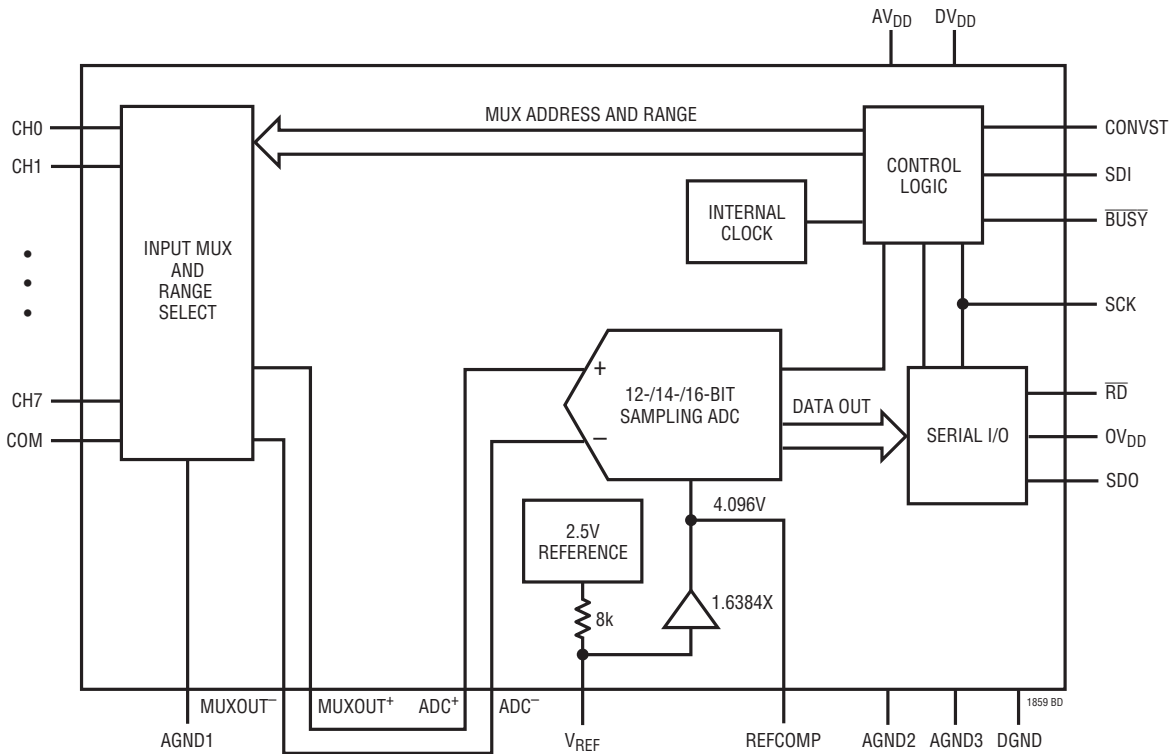 AVDD
DVDD
CH0
CH1
CH7
COM
INPUT MUX
AND
RANGE
SELECT
MUX ADDRESS AND RANGE
INTERNAL
CLOCK
CONTROL
LOGIC
CONVST
SDI
BUSY
SCK
+
12-/14-/16-BIT
SAMPLING ADC
–
DATA OUT
SERIAL I/O
RD
OVDD
SDO
2.5V
REFERENCE
8k
4.096V
1.6384X
MUXOUT–
MUXOUT+
ADC+
ADC–
1859 BD
AGND1
VREF
REFCOMP
AGND2
AGND3
DGND